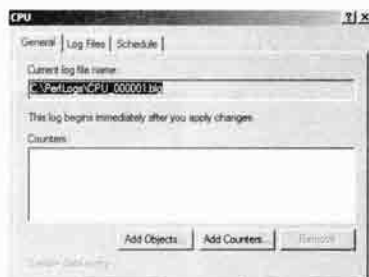 CPU
General Log Files Schedule
Current log file name:
C:\PerfLogs\CPU_000001.blg
This log begins immediately after you apply changes.
Counters:
Add Objects... Add Counters... Remove